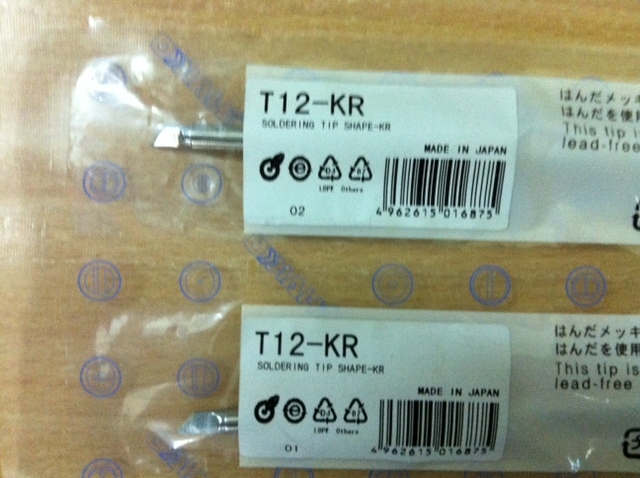 T12-KR
SOLDERING TIP SHAPE-KR
MADE IN JAPAN
LDPE Others
02
4 962615 016875
はんだメッキ
はんだを使用
This tip
lead-free
T12-KR
SOLDERING TIP SHAPE-KR
MADE IN JAPAN
LDPE Others
01
4 962615 016875
はんだメッキ
はんだを使用
This tip is
lead-free